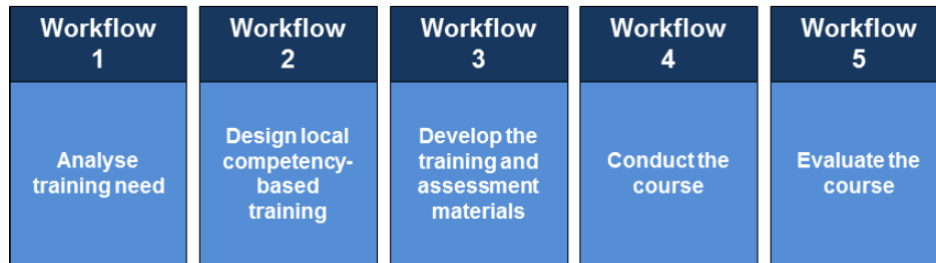 Workflow
1
Analyse
training need
Workflow
2
Design local
competency-
based
training
Workflow
3
Develop the
training and
assessment
materials
Workflow
4
Conduct the
course
Workflow
5
Evaluate the
course